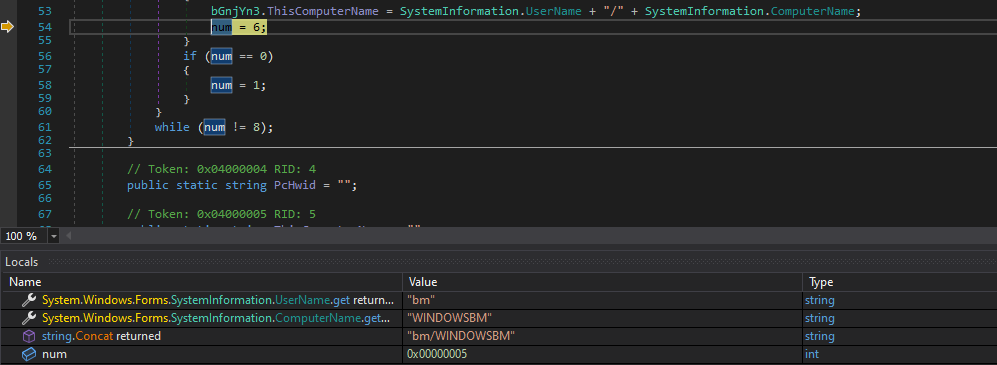 53 bGnjYn3.ThisComputerName = SystemInformation.UserName + "/" + SystemInformation.ComputerName;
54 num = 6;
55 }
56 if (num == 0)
57 {
58 num = 1;
59 }
60 }
61 while (num != 8);
62 }
63
64 // Token: 0x04000004 RID: 4
65 public static string PcHwid = "";
66
67 // Token: 0x04000005 RID: 5
100 %
Locals
Name Value Type
System.Windows.Forms.SystemInformation.UserName.get return... "bm" string
System.Windows.Forms.SystemInformation.ComputerName.get... "WINDOWSBM" string
string.Concat returned "bm/WINDOWSBM" string
num 0x00000005 int